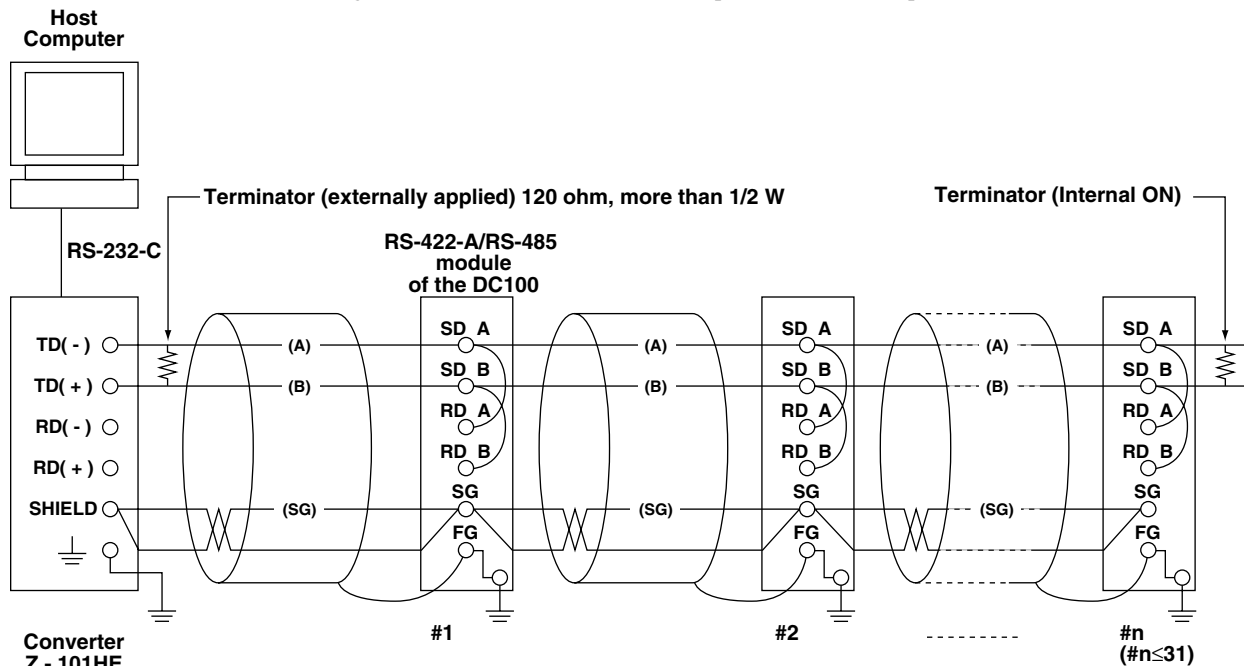 Host
Computer
Terminator (externally applied) 120 ohm, more than 1/2 W
Terminator (Internal ON)
RS-232-C
RS-422-A/RS-485
module
of the DC100
TD( - )
TD( + )
RD( - )
RD( + )
SHIELD
(A)
(B)
(SG)
SD A
SD B
RD A
RD B
SG
FG
(A)
(B)
(SG)
SD A
SD B
RD A
RD B
SG
FG
(A)
(B)
(SG)
SD A
SD B
RD A
RD B
SG
FG
Converter
Z - 101HE
#1
#2
#n
(#n≤31)